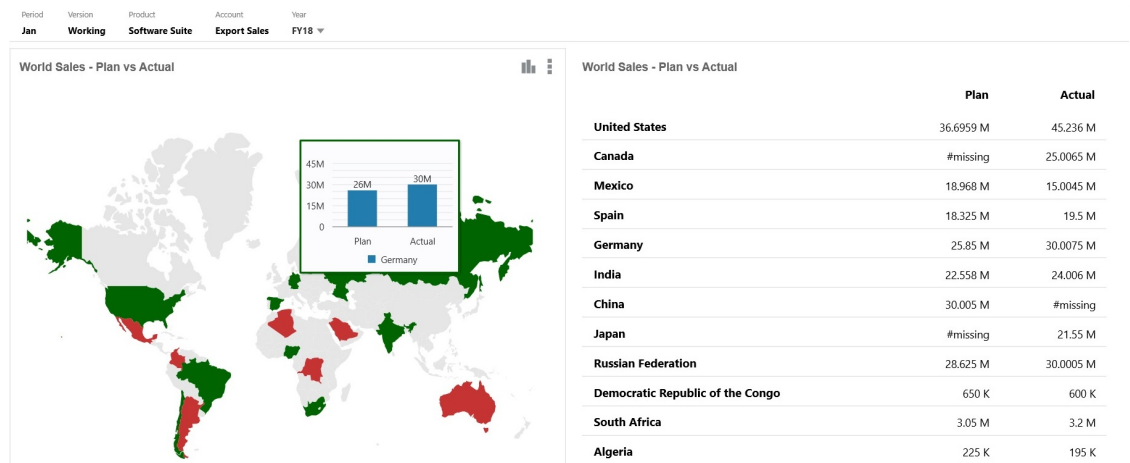 Period Version Product Account Year
Jan Working Software Suite Export Sales FY18
World Sales - Plan vs Actual
45M
30M
15M
0
26M
30M
Plan Actual
Germany
World Sales - Plan vs Actual
Plan Actual
United States 36.6959 M 45.236 M
Canada #missing 25.0065 M
Mexico 18.968 M 15.0045 M
Spain 18.325 M 19.5 M
Germany 25.85 M 30.0075 M
India 22.558 M 24.006 M
China 30.005 M #missing
Japan #missing 21.55 M
Russian Federation 28.625 M 30.0005 M
Democratic Republic of the Congo 650 K 600 K
South Africa 3.05 M 3.2 M
Algeria 225 K 195 K